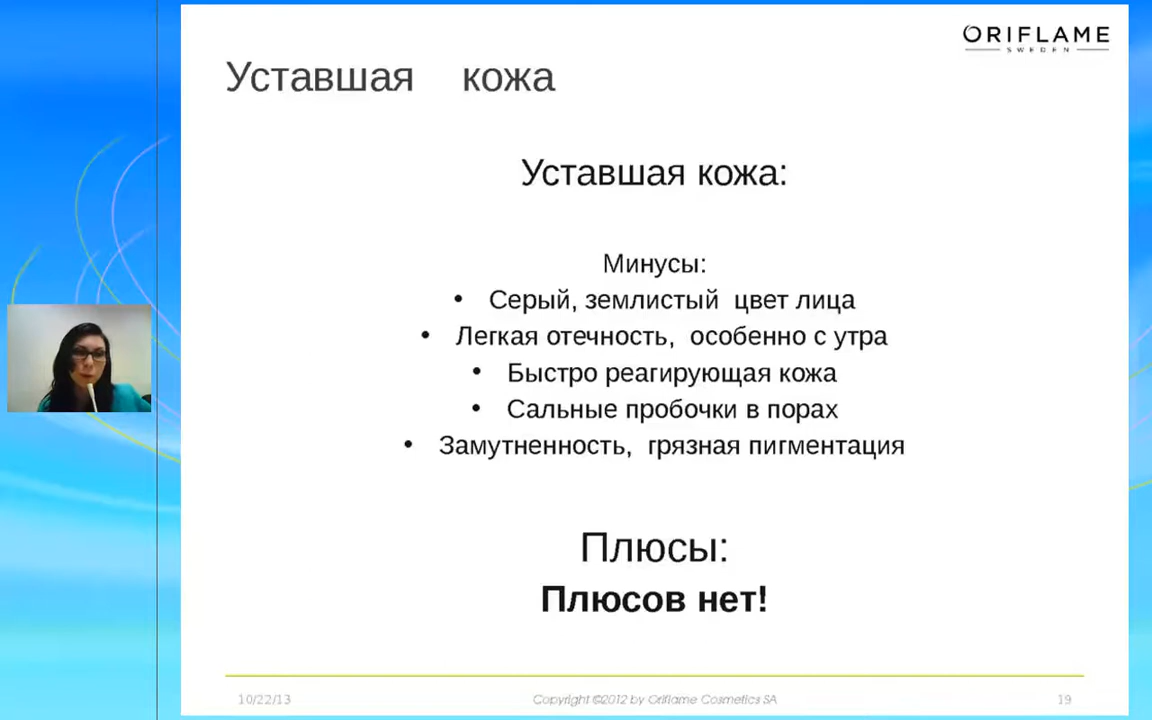 ORIFLAME
SWEDEN
Уставшая кожа
Уставшая кожа:
Минусы:
• Серый, землистый цвет лица
• Легкая отечность, особенно с утра
• Быстро реагирующая кожа
• Сальные пробочки в порах
• Замутненность, грязная пигментация
Плюсы:
Плюсов нет!
10/22/13 Copyright ©2012 by Oriflame Cosmetics SA 19